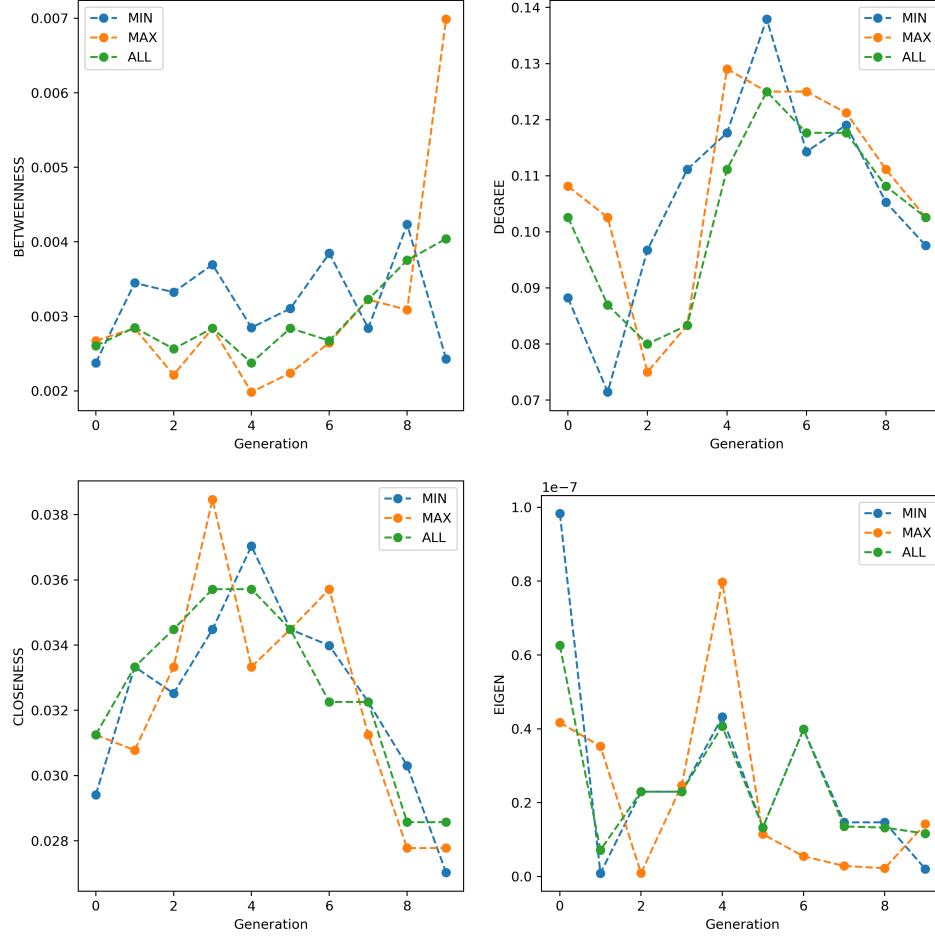 MIN
MAX
ALL
BETWEENNESS
0.007
0.006
0.005
0.004
0.003
0.002
0 2 4 6 8
Generation
MIN
MAX
ALL
DEGREE
0.14
0.13
0.12
0.11
0.10
0.09
0.08
0.07
0 2 4 6 8
Generation
MIN
MAX
ALL
CLOSENESS
0.038
0.036
0.034
0.032
0.030
0.028
0 2 4 6 8
Generation
1e−7
MIN
MAX
ALL
EIGEN
1.0
0.8
0.6
0.4
0.2
0.0
0 2 4 6 8
Generation